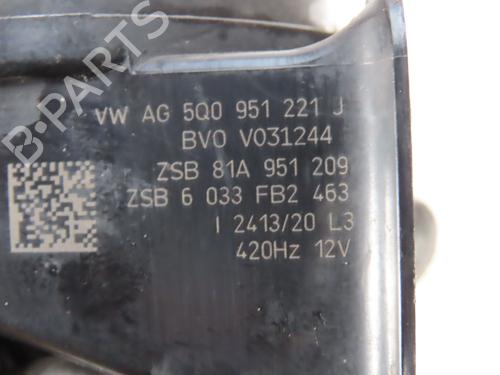 VW AG 5Q0 951 221 J
BVO V031244
ZSB 81A 951 209
ZSB 6 033 FB2 463
I 2413/20 L3
420Hz 12V